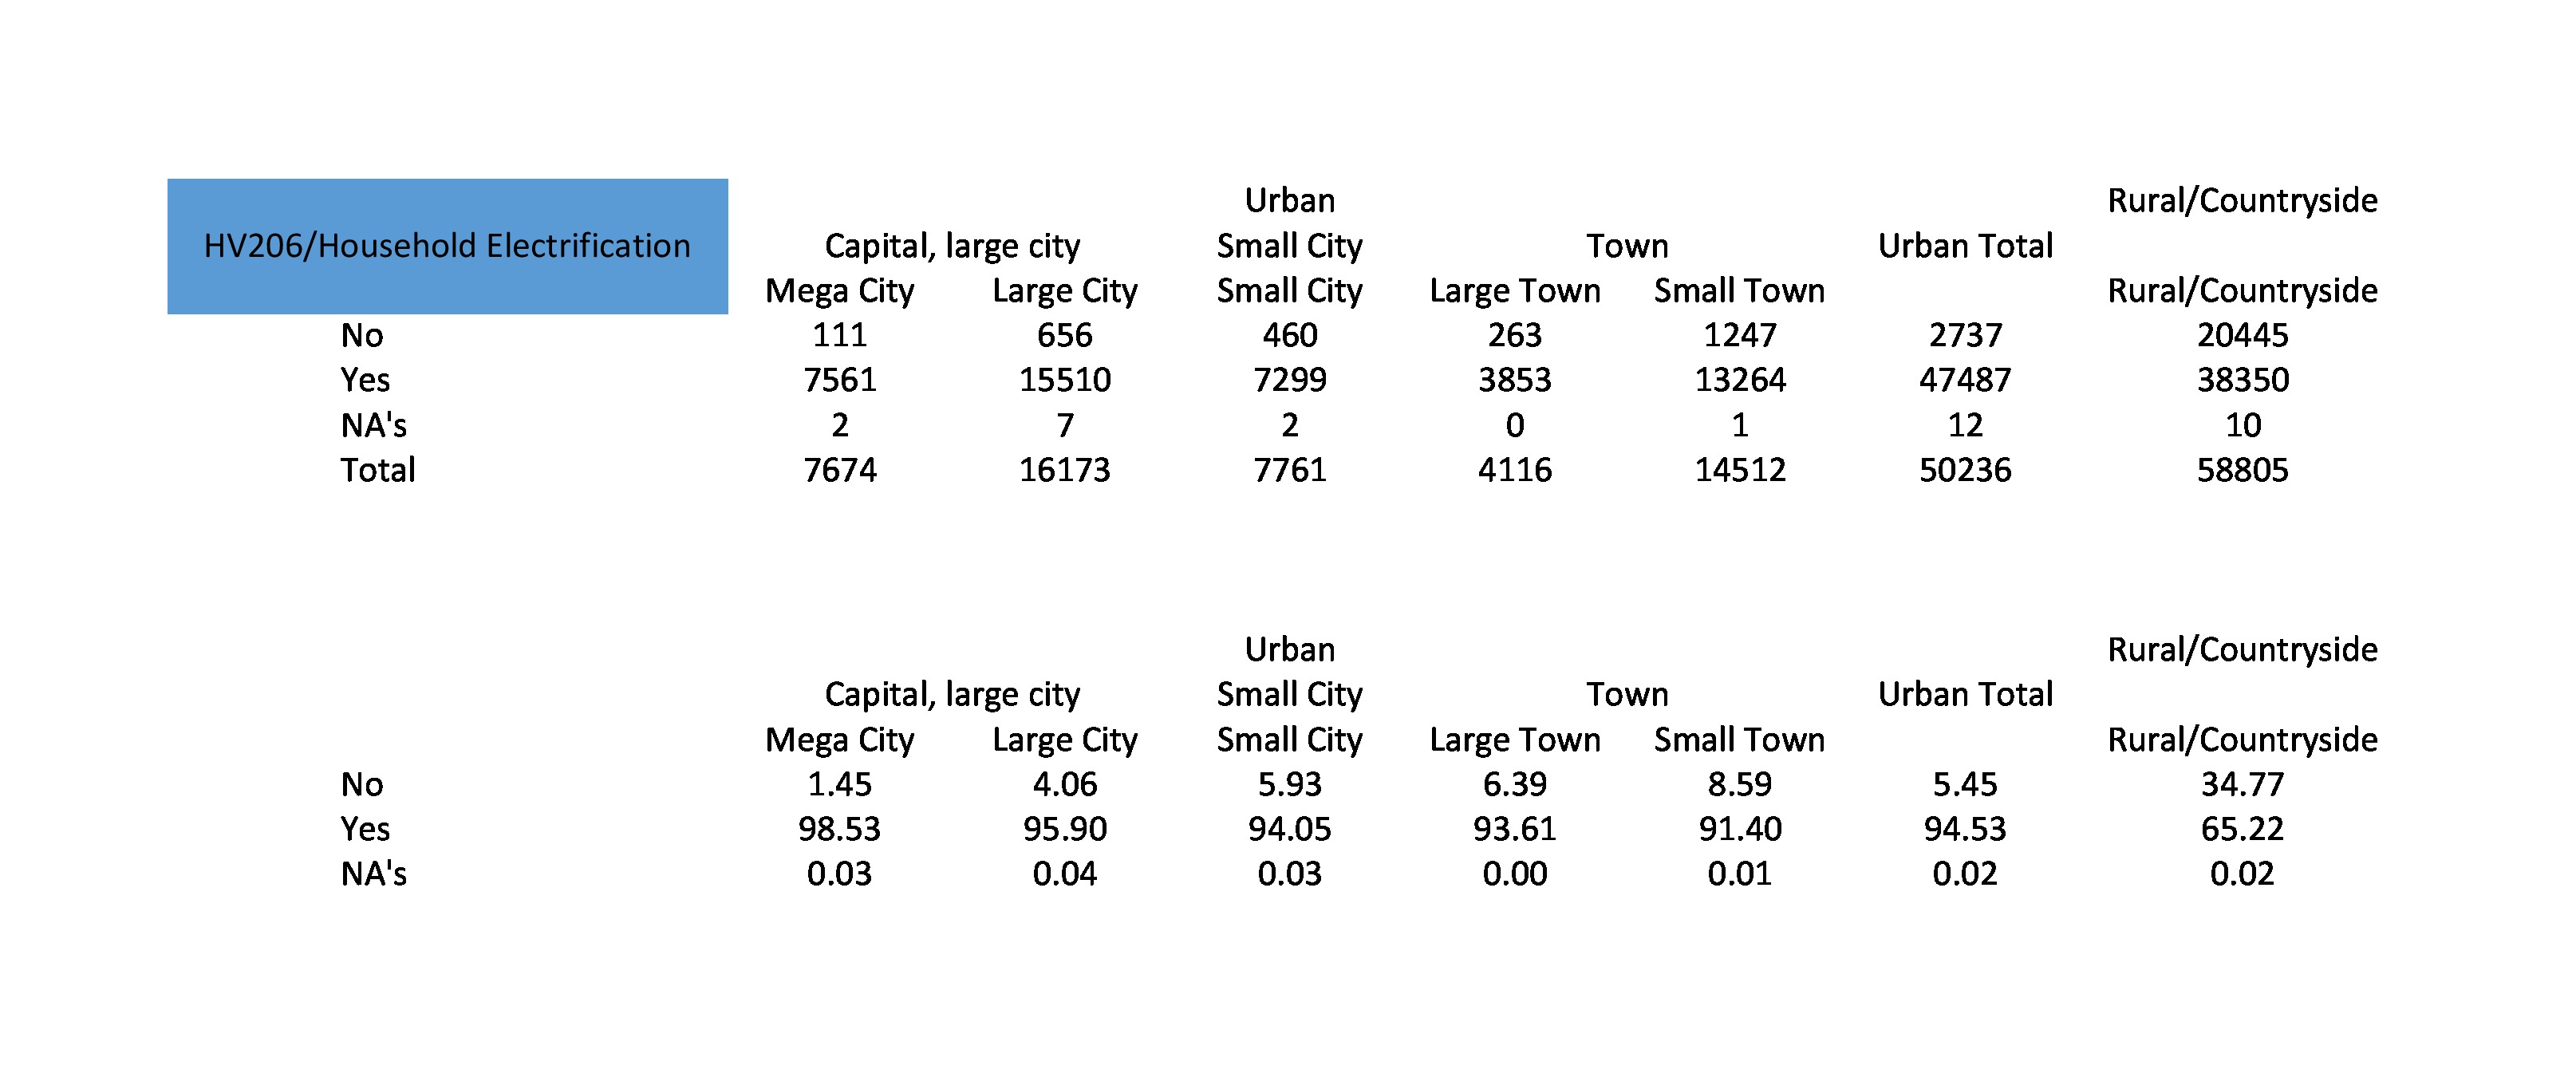 Urban Rural/Countryside
HV206/Household Electrification Capital, large city Small City Town Urban Total
Mega City Large City Small City Large Town Small Town Rural/Countryside
No 111 656 460 263 1247 2737 20445
Yes 7561 15510 7299 3853 13264 47487 38350
NA's 2 7 2 0 1 12 10
Total 7674 16173 7761 4116 14512 50236 58805
Urban Rural/Countryside
Capital, large city Small City Town Urban Total
Mega City Large City Small City Large Town Small Town Rural/Countryside
No 1.45 4.06 5.93 6.39 8.59 5.45 34.77
Yes 98.53 95.90 94.05 93.61 91.40 94.53 65.22
NA's 0.03 0.04 0.03 0.00 0.01 0.02 0.02